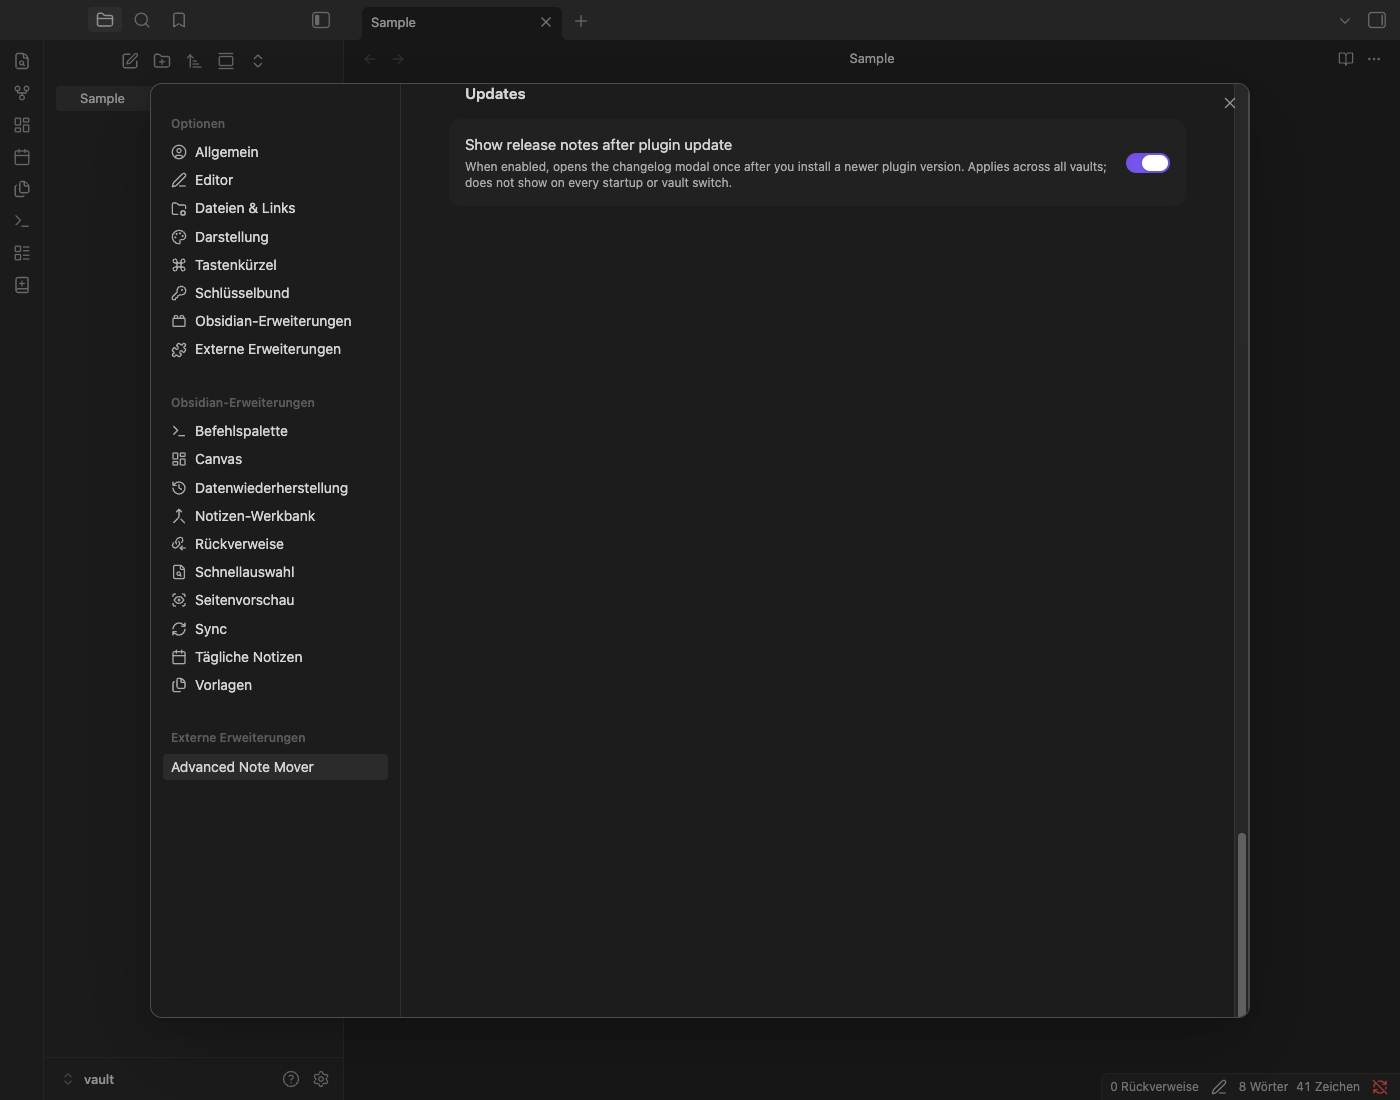 Sample
Sample
Sample
Updates
Show release notes after plugin update
When enabled, opens the changelog modal once after you install a newer plugin version. Applies across all vaults;
does not show on every startup or vault switch.
Optionen
Allgemein
Editor
Dateien & Links
Darstellung
Tastenkürzel
Schlüsselbund
Obsidian-Erweiterungen
Externe Erweiterungen
Obsidian-Erweiterungen
Befehlspalette
Canvas
Datenwiederherstellung
Notizen-Werkbank
Rückverweise
Schnellauswahl
Seitenvorschau
Sync
Tägliche Notizen
Vorlagen
Externe Erweiterungen
Advanced Note Mover
vault
0 Rückverweise 8 Wörter 41 Zeichen